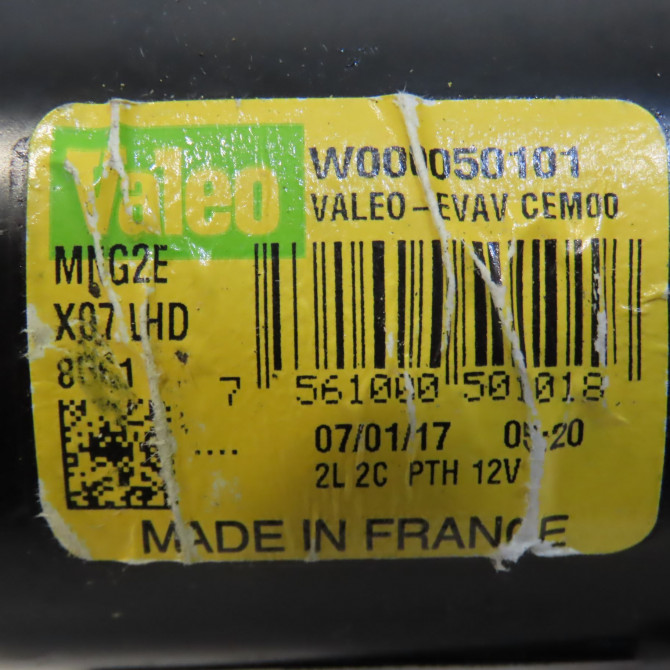 Valeo
W000050101
VALEO-EVAV CEM00
MFG2E
X07 LHD
7 561000 501018
....
07/01/17 05:20
2L 2C PTH 12V
MADE IN FRANCE